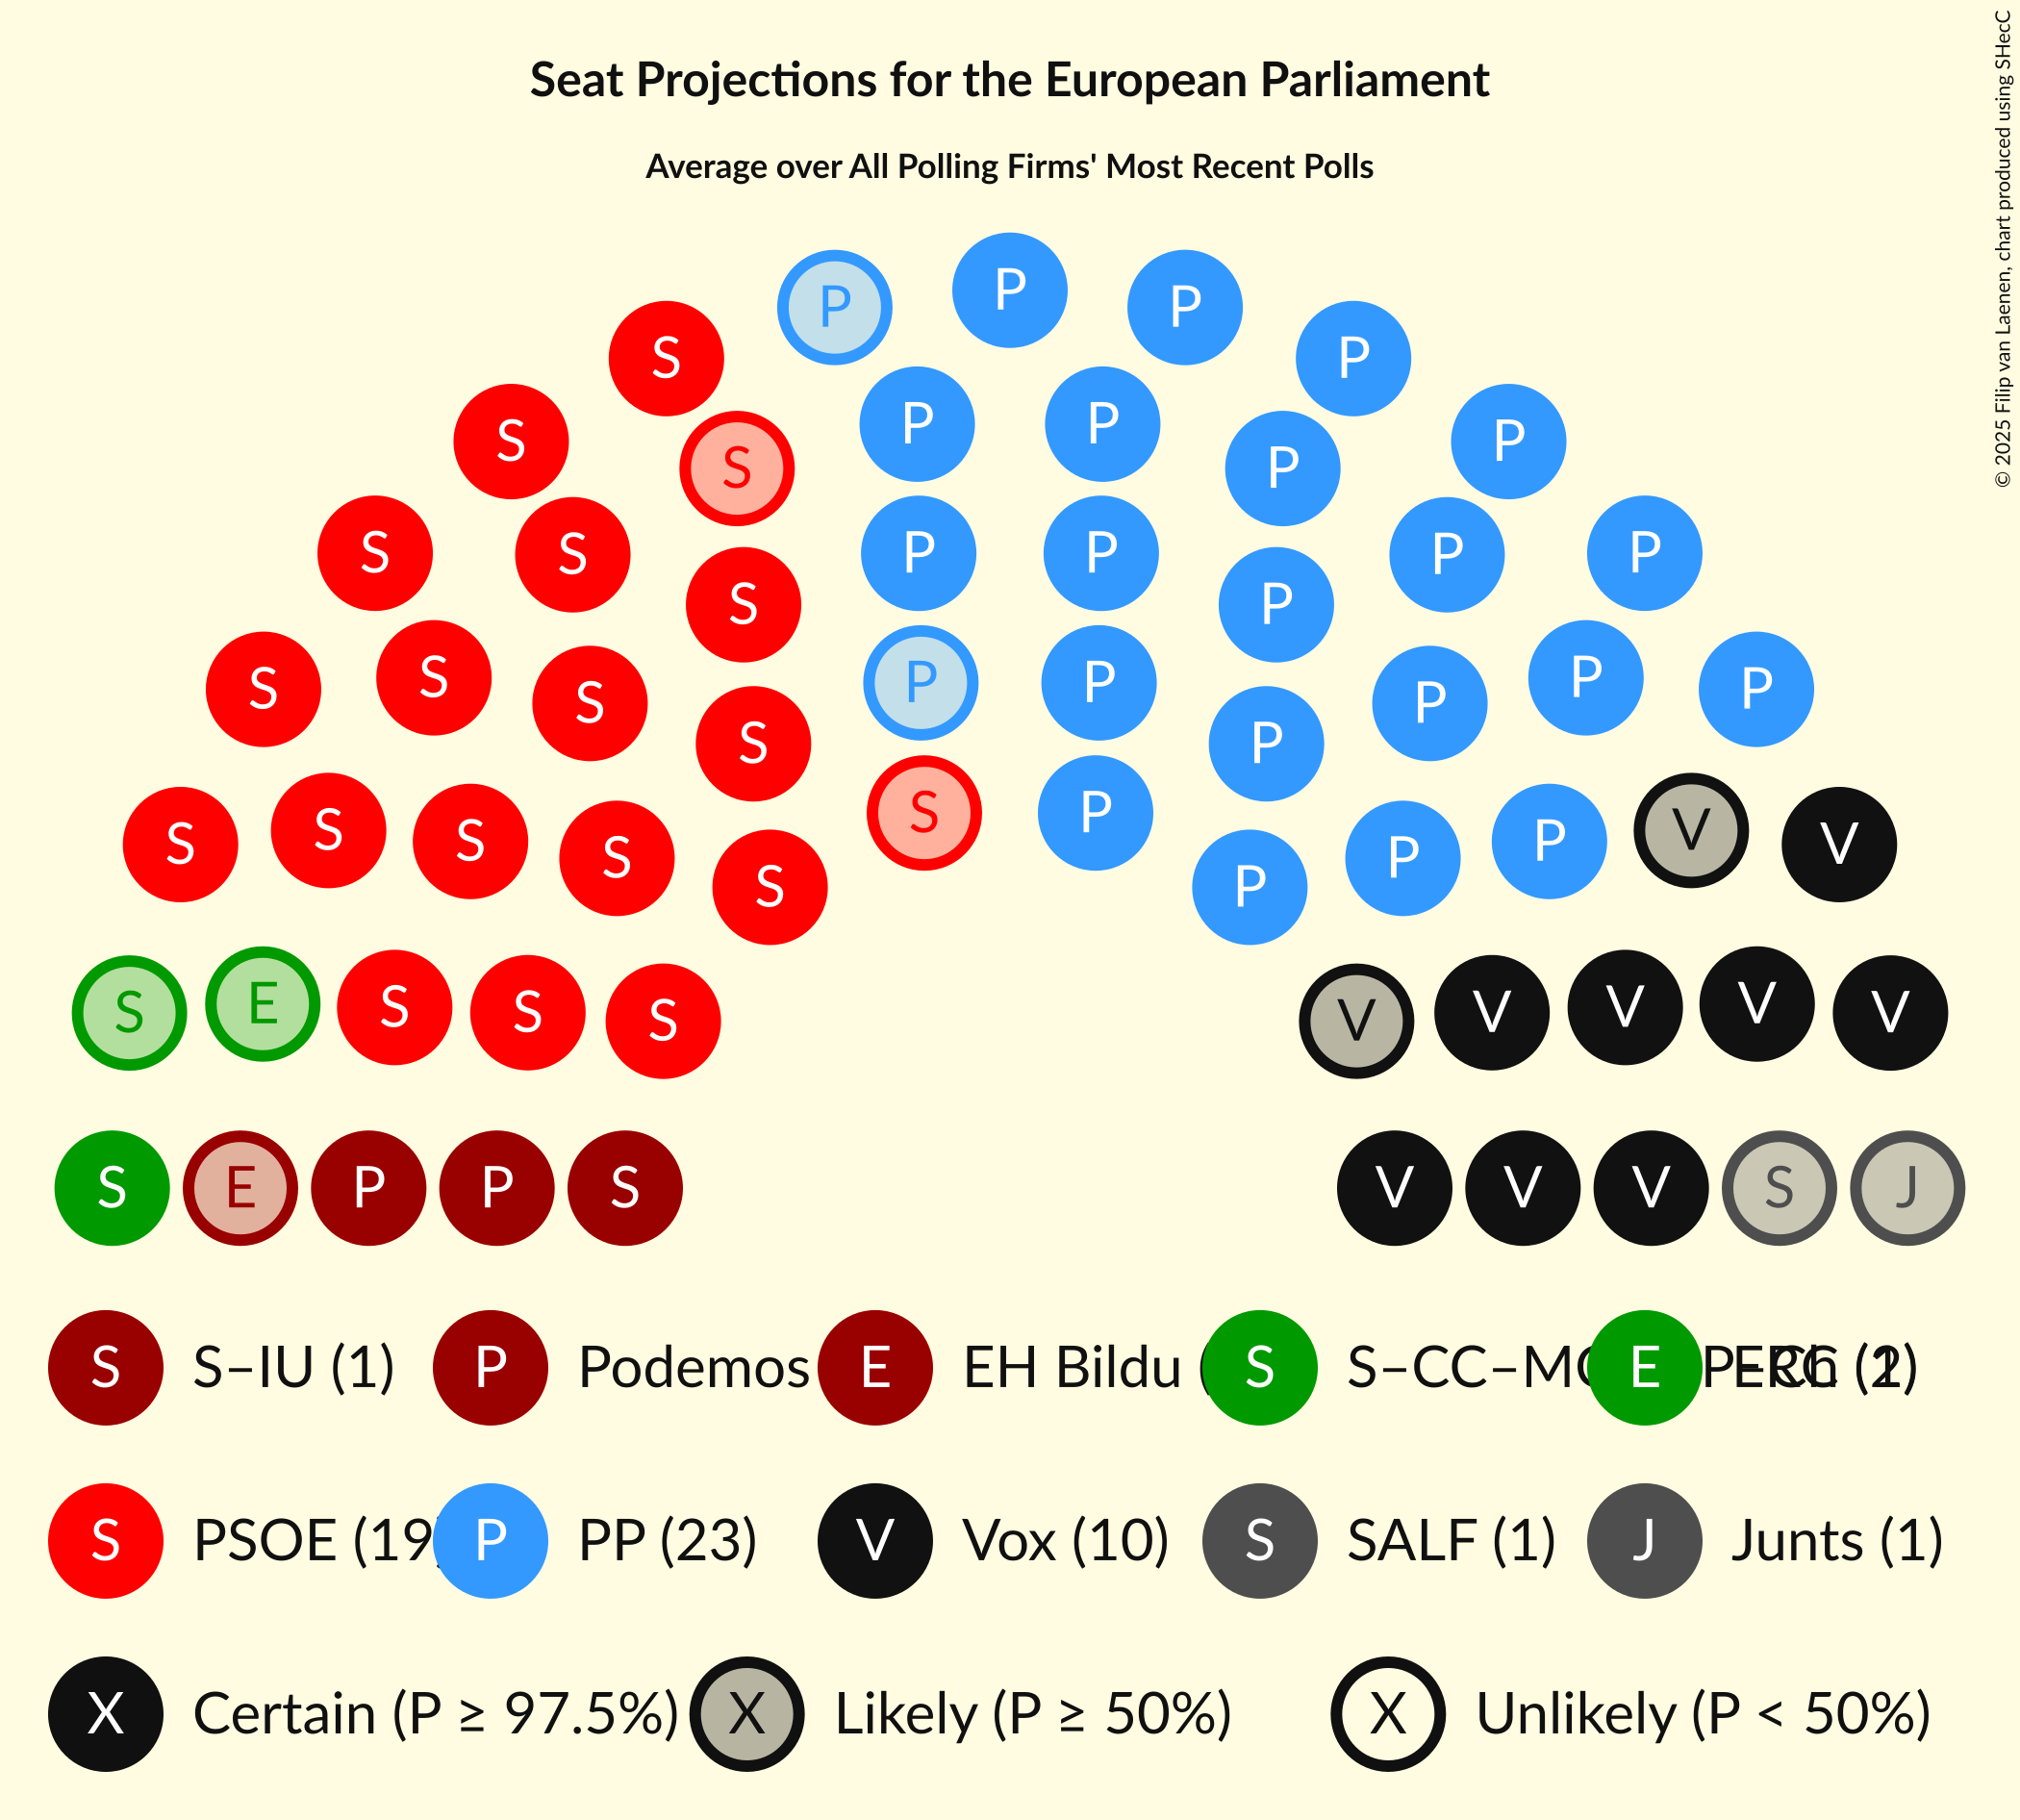 Seat Projections for the European Parliament
Average over All Polling Firms' Most Recent Polls
© 2025 Filip van Laenen, chart produced using SHecC
P P P P
S P
S S P P P P
S S P P P P
S S P P P
S S S P P P P
S S P P
S S S S S P P P P V V
S S
S E S S S V V V V V
S E P P S V V V S J
S S–IU (1) P Podemos E EH Bildu S S–CC–M E ERC
S PSOE (19) P PP (23) V Vox (10) S SALF (1) J Junts (1)
X Certain (P ≥ 97.5%) X Likely (P ≥ 50%) X Unlikely (P < 50%)